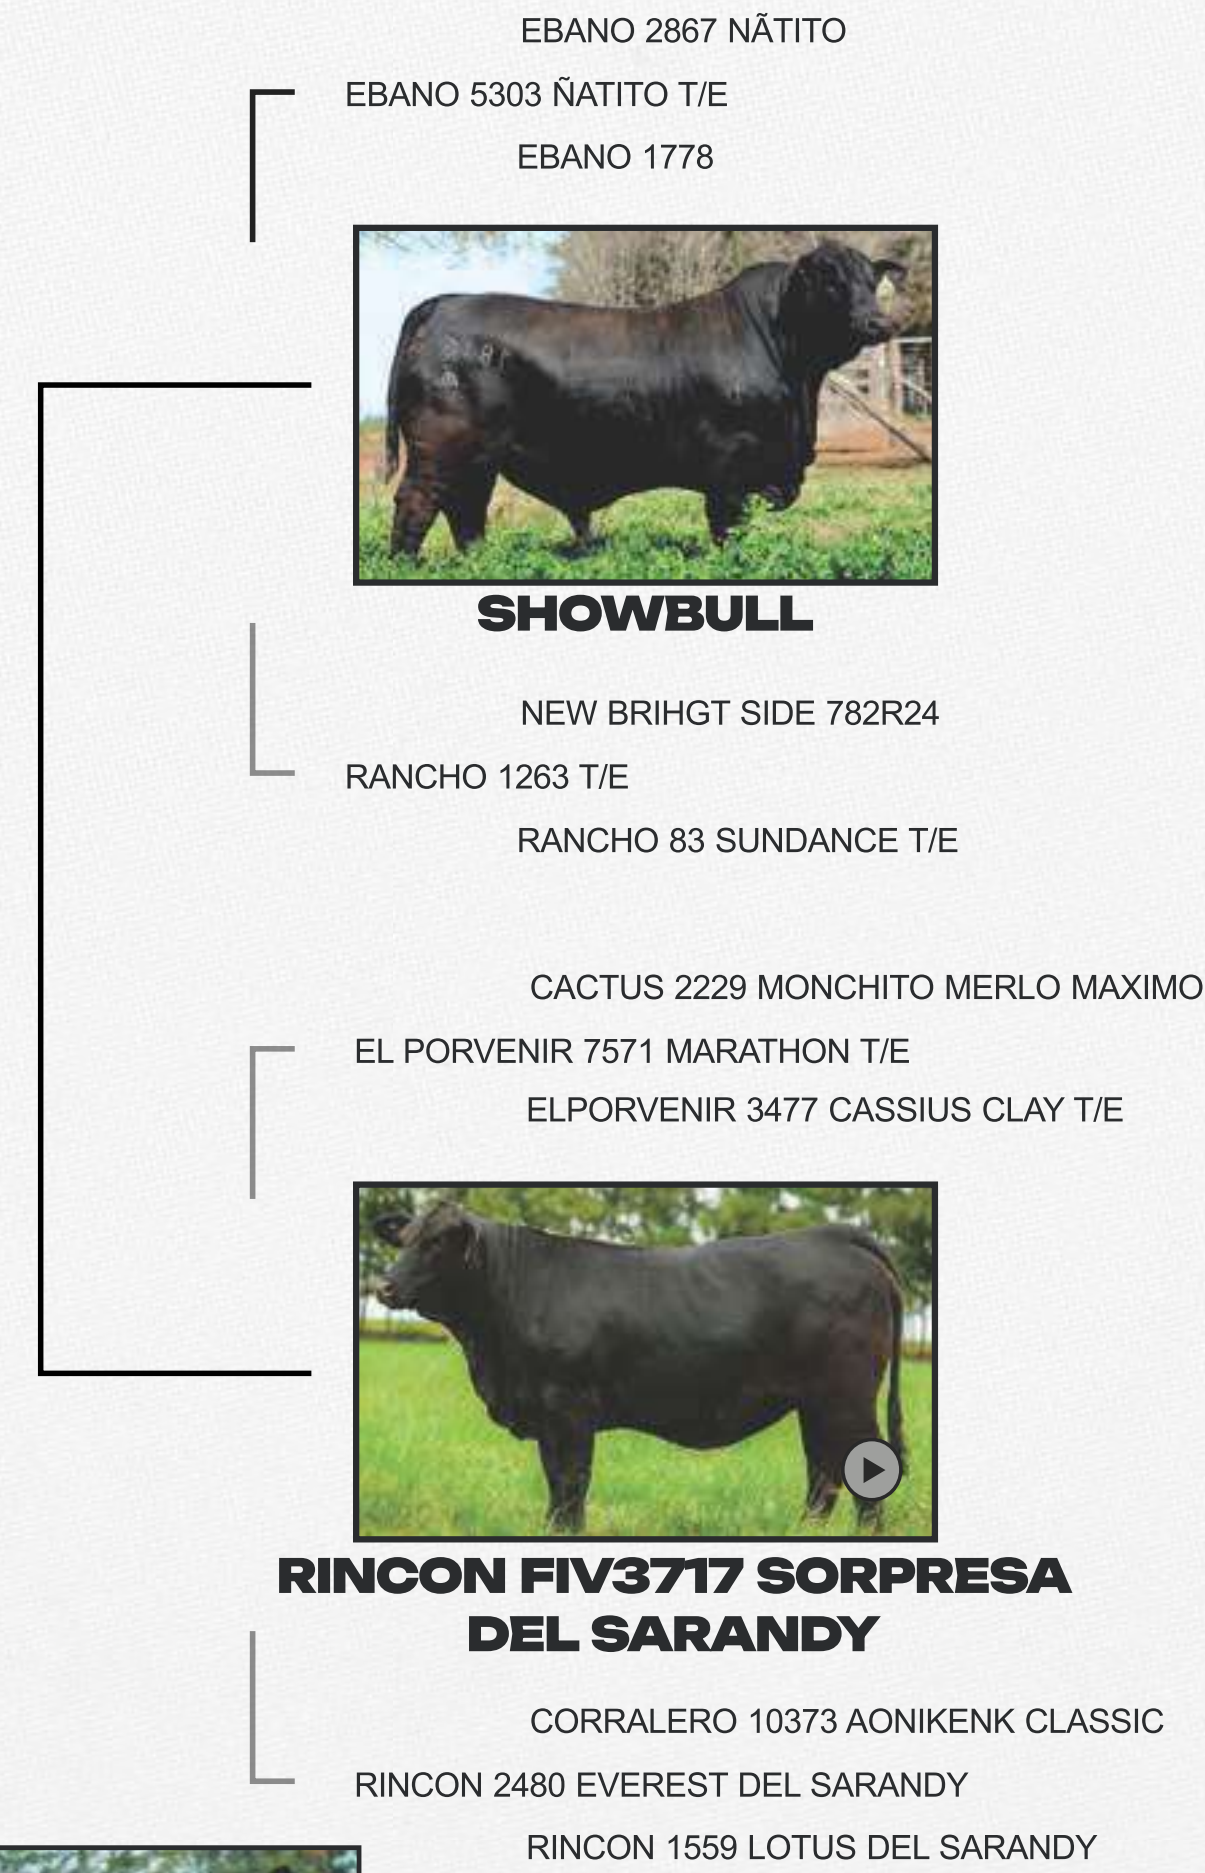 EBANO 2867 NÃTITO
EBANO 5303 ÑATITO T/E
EBANO 1778
SHOWBULL
NEW BRIHGT SIDE 782R24
RANCHO 1263 T/E
RANCHO 83 SUNDANCE T/E
CACTUS 2229 MONCHITO MERLO MAXIMO
EL PORVENIR 7571 MARATHON T/E
ELPORVENIR 3477 CASSIUS CLAY T/E
RINCON FIV3717 SORPRESA
DEL SARANDY
CORRALERO 10373 AONIKENK CLASSIC
RINCON 2480 EVEREST DEL SARANDY
RINCON 1559 LOTUS DEL SARANDY